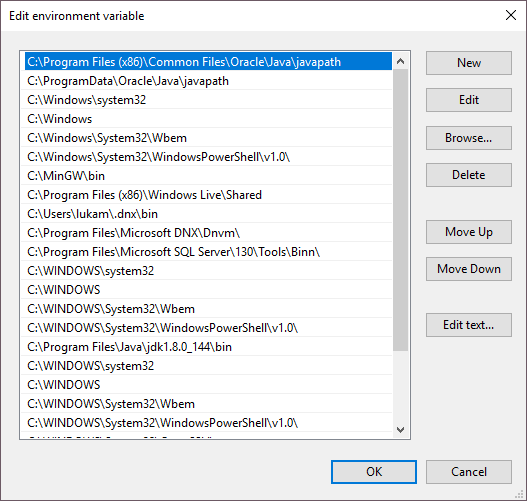 Edit environment variable
C:\Program Files (x86)\Common Files\Oracle\Java\javapath
C:\ProgramData\Oracle\Java\javapath
C:\Windows\system32
C:\Windows
C:\Windows\System32\Wbem
C:\Windows\System32\WindowsPowerShell\v1.0\
C:\MinGW\bin
C:\Program Files (x86)\Windows Live\Shared
C:\Users\lukam\.dnx\bin
C:\Program Files\Microsoft DNX\Dnvm\
C:\Program Files\Microsoft SQL Server\130\Tools\Binn\
C:\WINDOWS\system32
C:\WINDOWS
C:\WINDOWS\System32\Wbem
C:\WINDOWS\System32\WindowsPowerShell\v1.0\
C:\Program Files\Java\jdk1.8.0_144\bin
C:\WINDOWS\system32
C:\WINDOWS
C:\WINDOWS\System32\Wbem
C:\WINDOWS\System32\WindowsPowerShell\v1.0\
New
Edit
Browse...
Delete
Move Up
Move Down
Edit text...
OK
Cancel